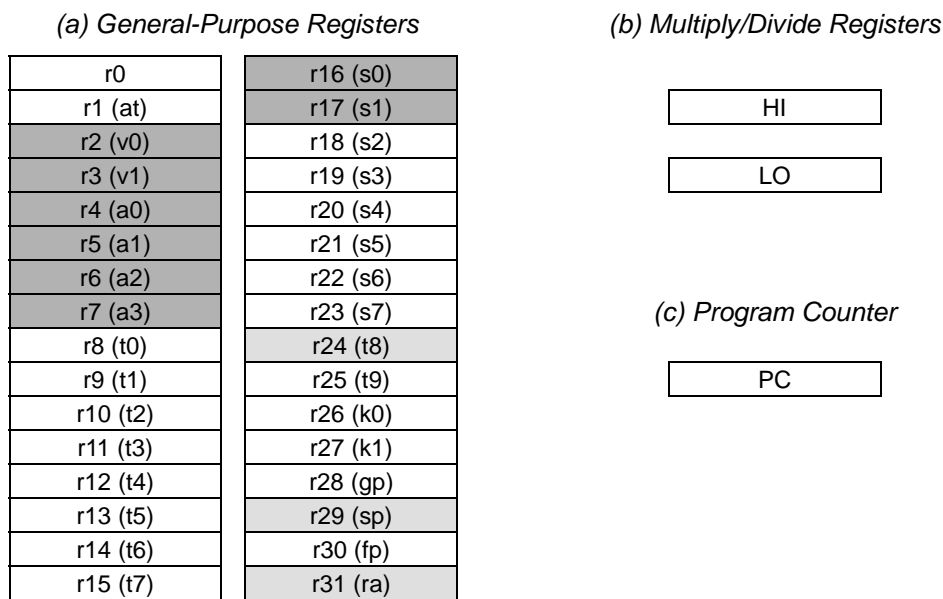 (a) General-Purpose Registers
r0
r1 (at)
r2 (v0)
r3 (v1)
r4 (a0)
r5 (a1)
r6 (a2)
r7 (a3)
r8 (t0)
r9 (t1)
r10 (t2)
r11 (t3)
r12 (t4)
r13 (t5)
r14 (t6)
r15 (t7)
r16 (s0)
r17 (s1)
r18 (s2)
r19 (s3)
r20 (s4)
r21 (s5)
r22 (s6)
r23 (s7)
r24 (t8)
r25 (t9)
r26 (k0)
r27 (k1)
r28 (gp)
r29 (sp)
r30 (fp)
r31 (ra)
(b) Multiply/Divide Registers
HI
LO
(c) Program Counter
PC